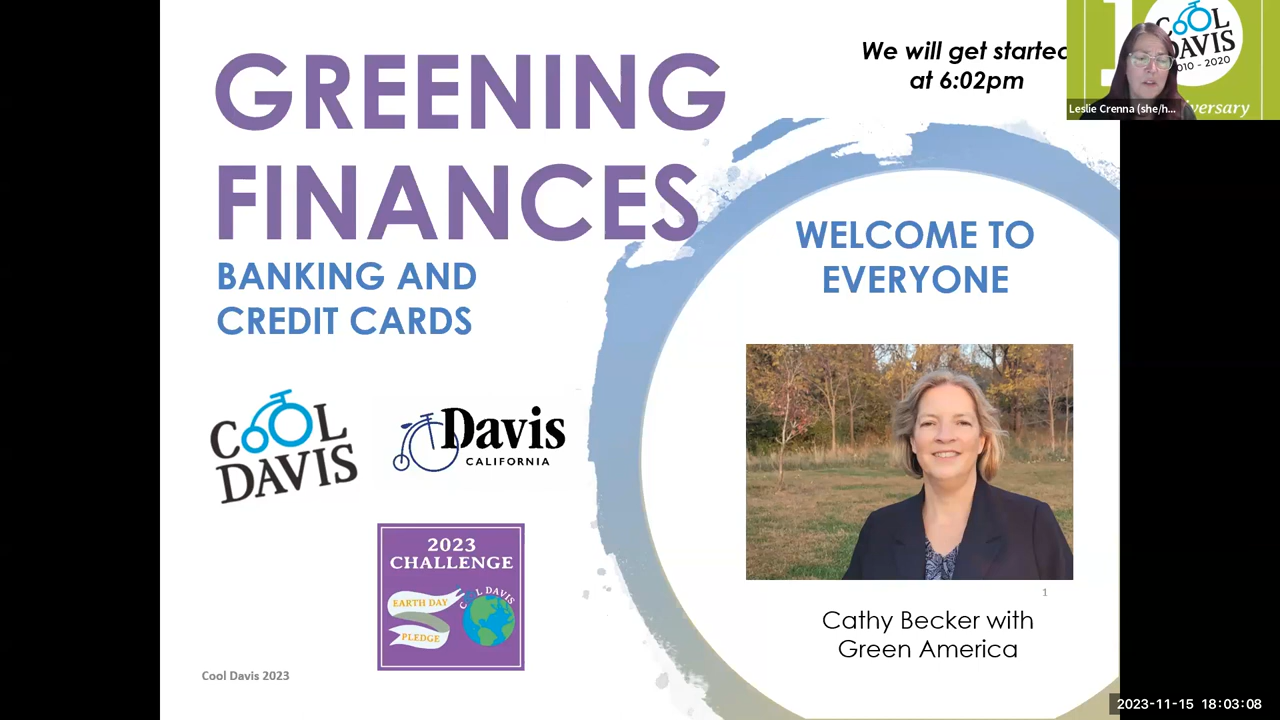 GREENING
FINANCES
BANKING AND
CREDIT CARDS
We will get started
at 6:02pm
COOL
DAVIS
2010 - 2020
Leslie Crenna (she/h...
WELCOME TO
EVERYONE
COOL
DAVIS
Davis
CALIFORNIA
2023
CHALLENGE
EARTH DAY
PLEDGE
COOL DAVIS
1
Cathy Becker with
Green America
Cool Davis 2023
2023-11-15 18:03:08